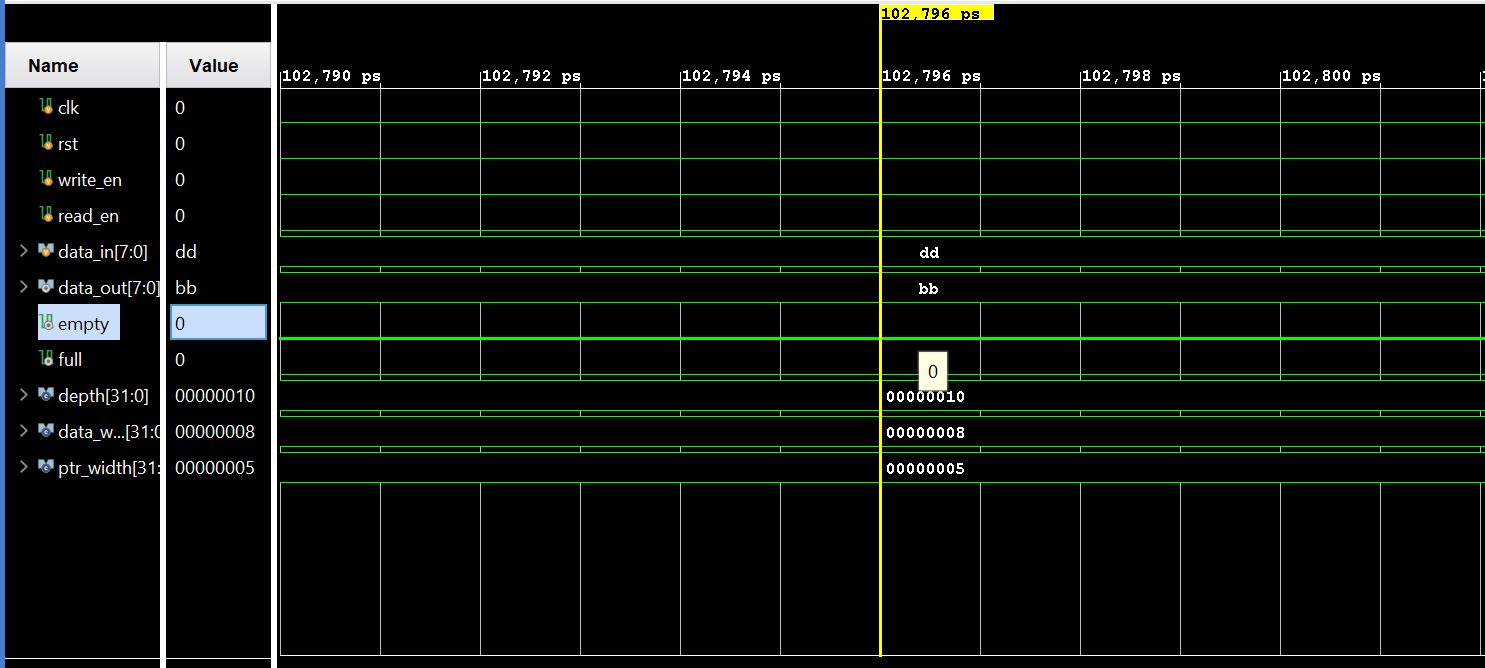 102,796 ps
Name Value
102,790 ps 102,792 ps 102,794 ps 102,796 ps 102,798 ps 102,800 ps
clk 0
rst 0
write_en 0
read_en 0
data_in[7:0] dd dd
data_out[7:0] bb bb
empty 0
full 0 0
depth[31:0] 00000010 00000010
data_w...[31:0 00000008 00000008
ptr_width[31: 00000005 00000005